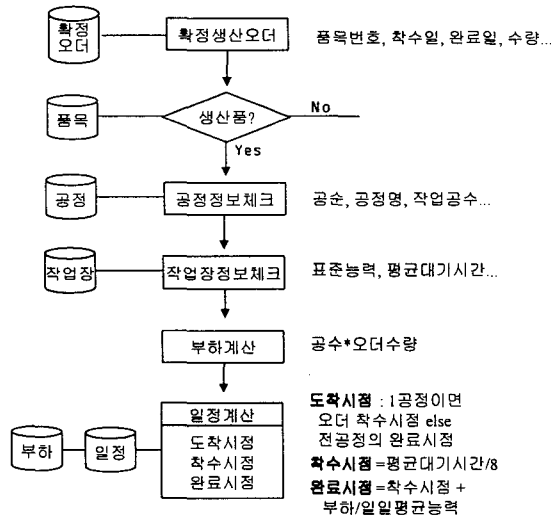 확정
오더
확정생산오더
품목번호, 착수일, 완료일, 수량...
품목
생산품?
No
Yes
공정
공정정보체크
공순, 공정명, 작업공수...
작업장
작업장정보체크
표준능력, 평균대기시간...
부하계산
공수*오더수량
부하
일정
일정계산
도착시점
착수시점
완료시점
도착시점 : 1공정이면
오더 착수시점 else
전공정의 완료시점
착수시점=평균대기시간/8
완료시점=착수시점 +
부하/일일평균능력